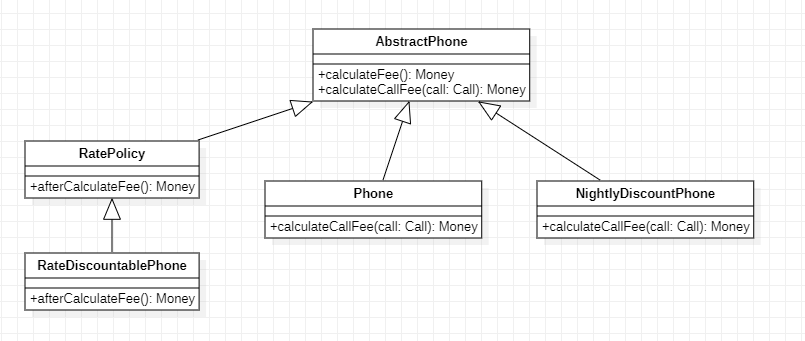 AbstractPhone
+calculateFee(): Money
+calculateCallFee(call: Call): Money
RatePolicy
+afterCalculateFee(): Money
Phone
+calculateCallFee(call: Call): Money
NightlyDiscountPhone
+calculateCallFee(call: Call): Money
RateDiscountablePhone
+afterCalculateFee(): Money